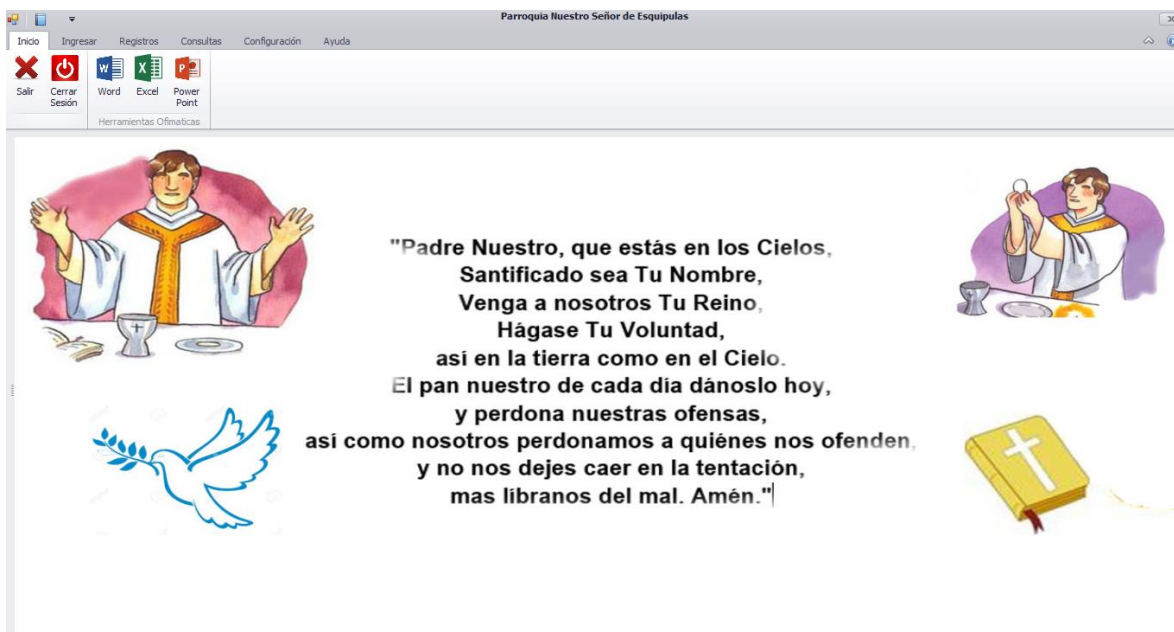 Parroquia Nuestro Señor de Esquipulas
Inicio Ingresar Registros Consultas Configuración Ayuda
Salir Cerrar Sesión Word Excel Power Point
Herramientas Ofimaticas
"Padre Nuestro, que estás en los Cielos,
Santificado sea Tu Nombre,
Venga a nosotros Tu Reino,
Hágase Tu Voluntad,
así en la tierra como en el Cielo.
El pan nuestro de cada día dánoslo hoy,
y perdona nuestras ofensas,
así como nosotros perdonamos a quiénes nos ofenden,
y no nos dejes caer en la tentación,
mas líbranos del mal. Amén."